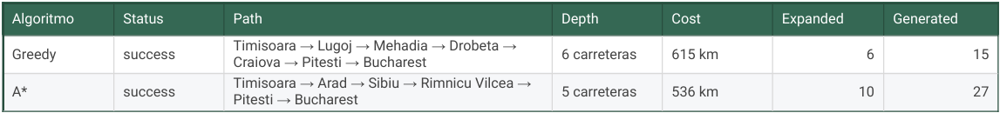 Algoritmo Status Path Depth Cost Expanded Generated
Greedy success Timisoara → Lugoj → Mehadia → Drobeta → 6 carreteras 615 km 6 15
Craiova → Pitesti → Bucharest
A* success Timisoara → Arad → Sibiu → Rimnicu Vilcea → 5 carreteras 536 km 10 27
Pitesti → Bucharest